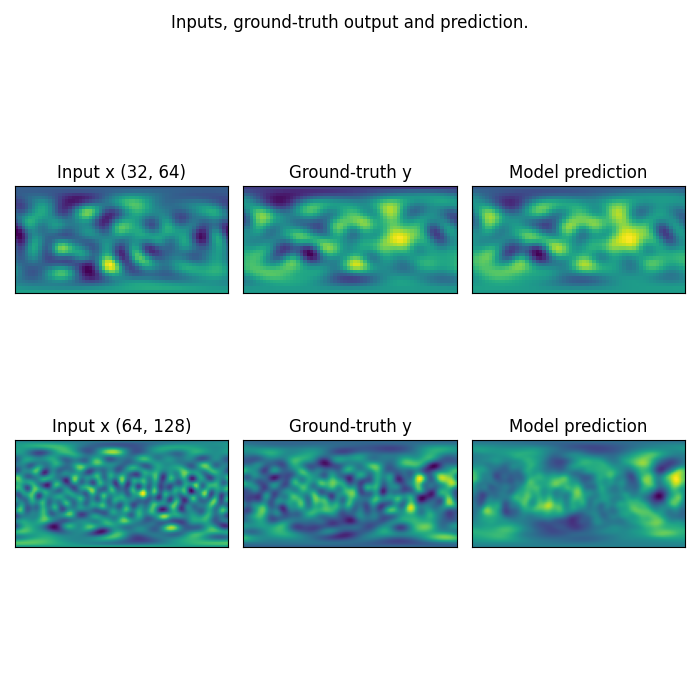 Inputs, ground-truth output and prediction.
Input x (32, 64)
Ground-truth y
Model prediction
Input x (64, 128)
Ground-truth y
Model prediction